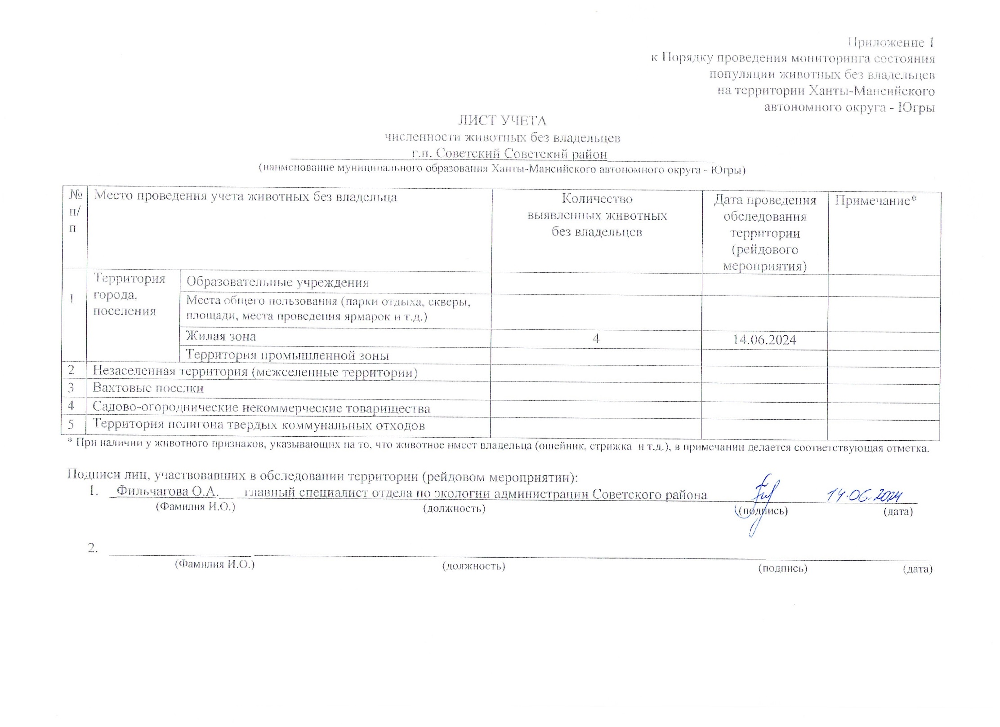 Приложение 1
к Порядку проведения мониторинга состояния
популяции животных без владельцев
на территории Ханты-Мансийского
автономного округа - Югры
ЛИСТ УЧЕТА
численности животных без владельцев
г.п. Советский Советский район
(наименование муниципального образования Ханты-Мансийского автономного округа - Югры)
№ п/п
Место проведения учета животных без владельца
Количество
выявленных животных
без владельцев
Дата проведения
обследования
территории
(рейдового
мероприятия)
Примечание*
1
Территория
города,
поселения
Образовательные учреждения
Места общего пользования (парки отдыха, скверы,
площади, места проведения ярмарок и т.д.)
Жилая зона 4 14.06.2024
Территория промышленной зоны
2 Незаселенная территория (межселенные территории)
3 Вахтовые поселки
4 Садово-огороднические некоммерческие товарищества
5 Территория полигона твердых коммунальных отходов
* При наличии у животного признаков, указывающих на то, что животное имеет владельца (ошейник, стрижка и т.д.), в примечании делается соответствующая отметка.
Подписи лиц, участвовавших в обследовании территории (рейдовом мероприятии):
1. Фильчагова О.А. главный специалист отдела по экологии администрации Советского района 14.06.2024
(Фамилия И.О.) (должность) (подпись) (дата)
2.
(Фамилия И.О.) (должность) (подпись) (дата)